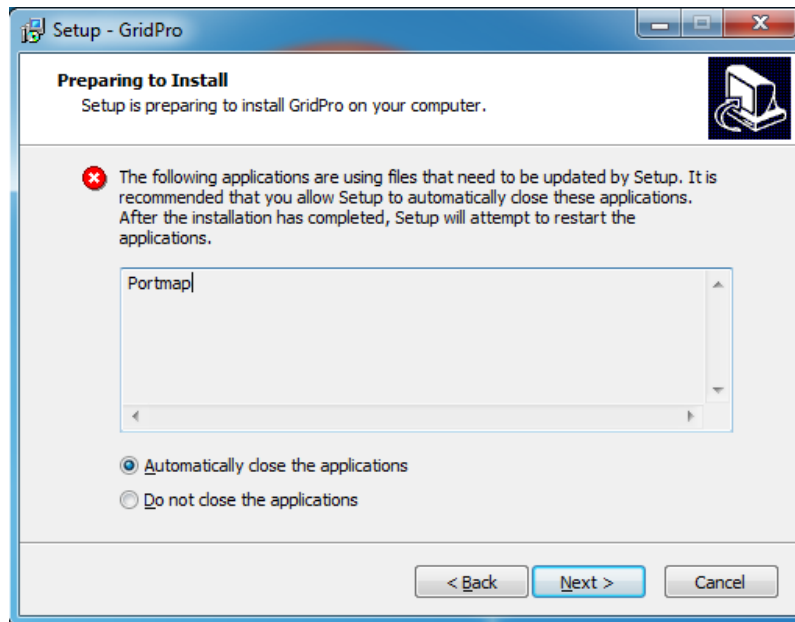 Setup - GridPro
Preparing to Install
Setup is preparing to install GridPro on your computer.
The following applications are using files that need to be updated by Setup. It is
recommended that you allow Setup to automatically close these applications.
After the installation has completed, Setup will attempt to restart the
applications.
Portmap
Automatically close the applications
Do not close the applications
< Back
Next >
Cancel